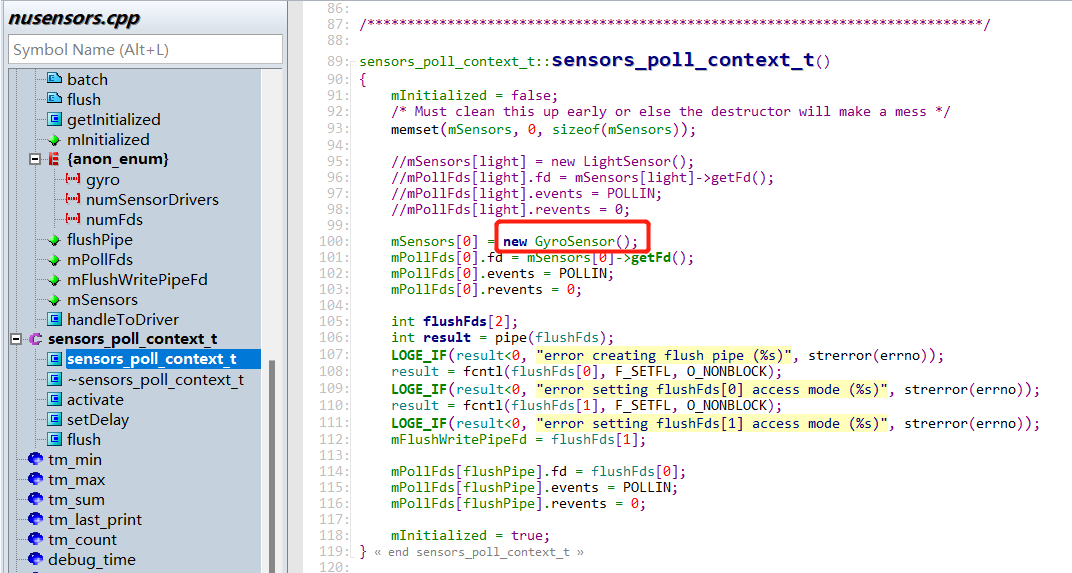 nusensors.cpp
Symbol Name (Alt+L)
batch
flush
getInitialized
mInitialized
{anon_enum}
gyro
numSensorDrivers
numFds
flushPipe
mPollFds
mFlushWritePipeFd
mSensors
handleToDriver
sensors_poll_context_t
sensors_poll_context_t
~sensors_poll_context_t
activate
setDelay
flush
tm_min
tm_max
tm_sum
tm_last_print
tm_count
debug_time
86:
87: /*****************************************************************************/
88:
89: sensors_poll_context_t::sensors_poll_context_t()
90: {
91:     mInitialized = false;
92:     /* Must clean this up early or else the destructor will make a mess */
93:     memset(mSensors, 0, sizeof(mSensors));
94:
95:     //mSensors[light] = new LightSensor();
96:     //mPollFds[light].fd = mSensors[light]->getFd();
97:     //mPollFds[light].events = POLLIN;
98:     //mPollFds[light].revents = 0;
99:
100:     mSensors[0] = new GyroSensor();
101:     mPollFds[0].fd = mSensors[0]->getFd();
102:     mPollFds[0].events = POLLIN;
103:     mPollFds[0].revents = 0;
104:
105:     int flushFds[2];
106:     int result = pipe(flushFds);
107:     LOGE_IF(result<0, "error creating flush pipe (%s)", strerror(errno));
108:     result = fcntl(flushFds[0], F_SETFL, O_NONBLOCK);
109:     LOGE_IF(result<0, "error setting flushFds[0] access mode (%s)", strerror(errno));
110:     result = fcntl(flushFds[1], F_SETFL, O_NONBLOCK);
111:     LOGE_IF(result<0, "error setting flushFds[1] access mode (%s)", strerror(errno));
112:     mFlushWritePipeFd = flushFds[1];
113:
114:     mPollFds[flushPipe].fd = flushFds[0];
115:     mPollFds[flushPipe].events = POLLIN;
116:     mPollFds[flushPipe].revents = 0;
117:
118:     mInitialized = true;
119: } « end sensors_poll_context_t »
120: